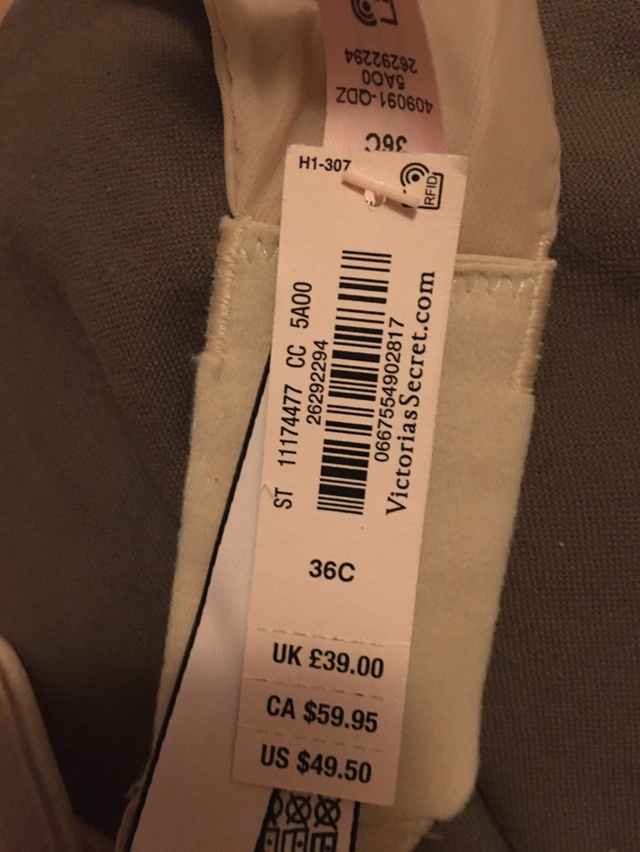 26292294
5A00
409091-QDZ
36C
H1-307
RFID
ST 11174477 CC 5A00
26292294
0667554902817
VictoriasSecret.com
36C
UK £39.00
CA $59.95
US $49.50